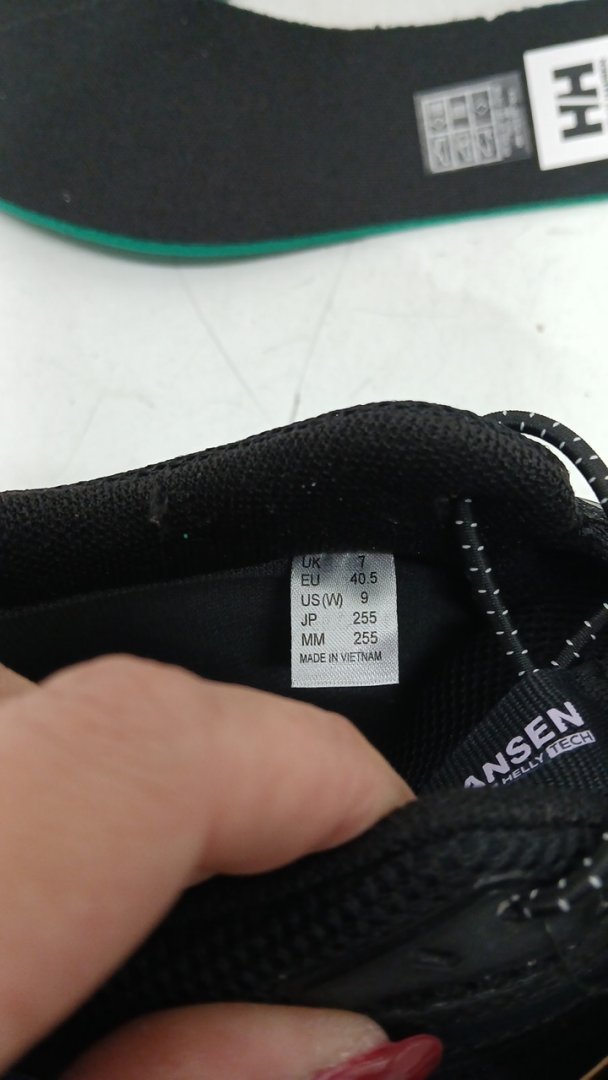 HH
UK 7
EU 40.5
US(W) 9
JP 255
MM 255
MADE IN VIETNAM
ANSEN
HELLY TECH